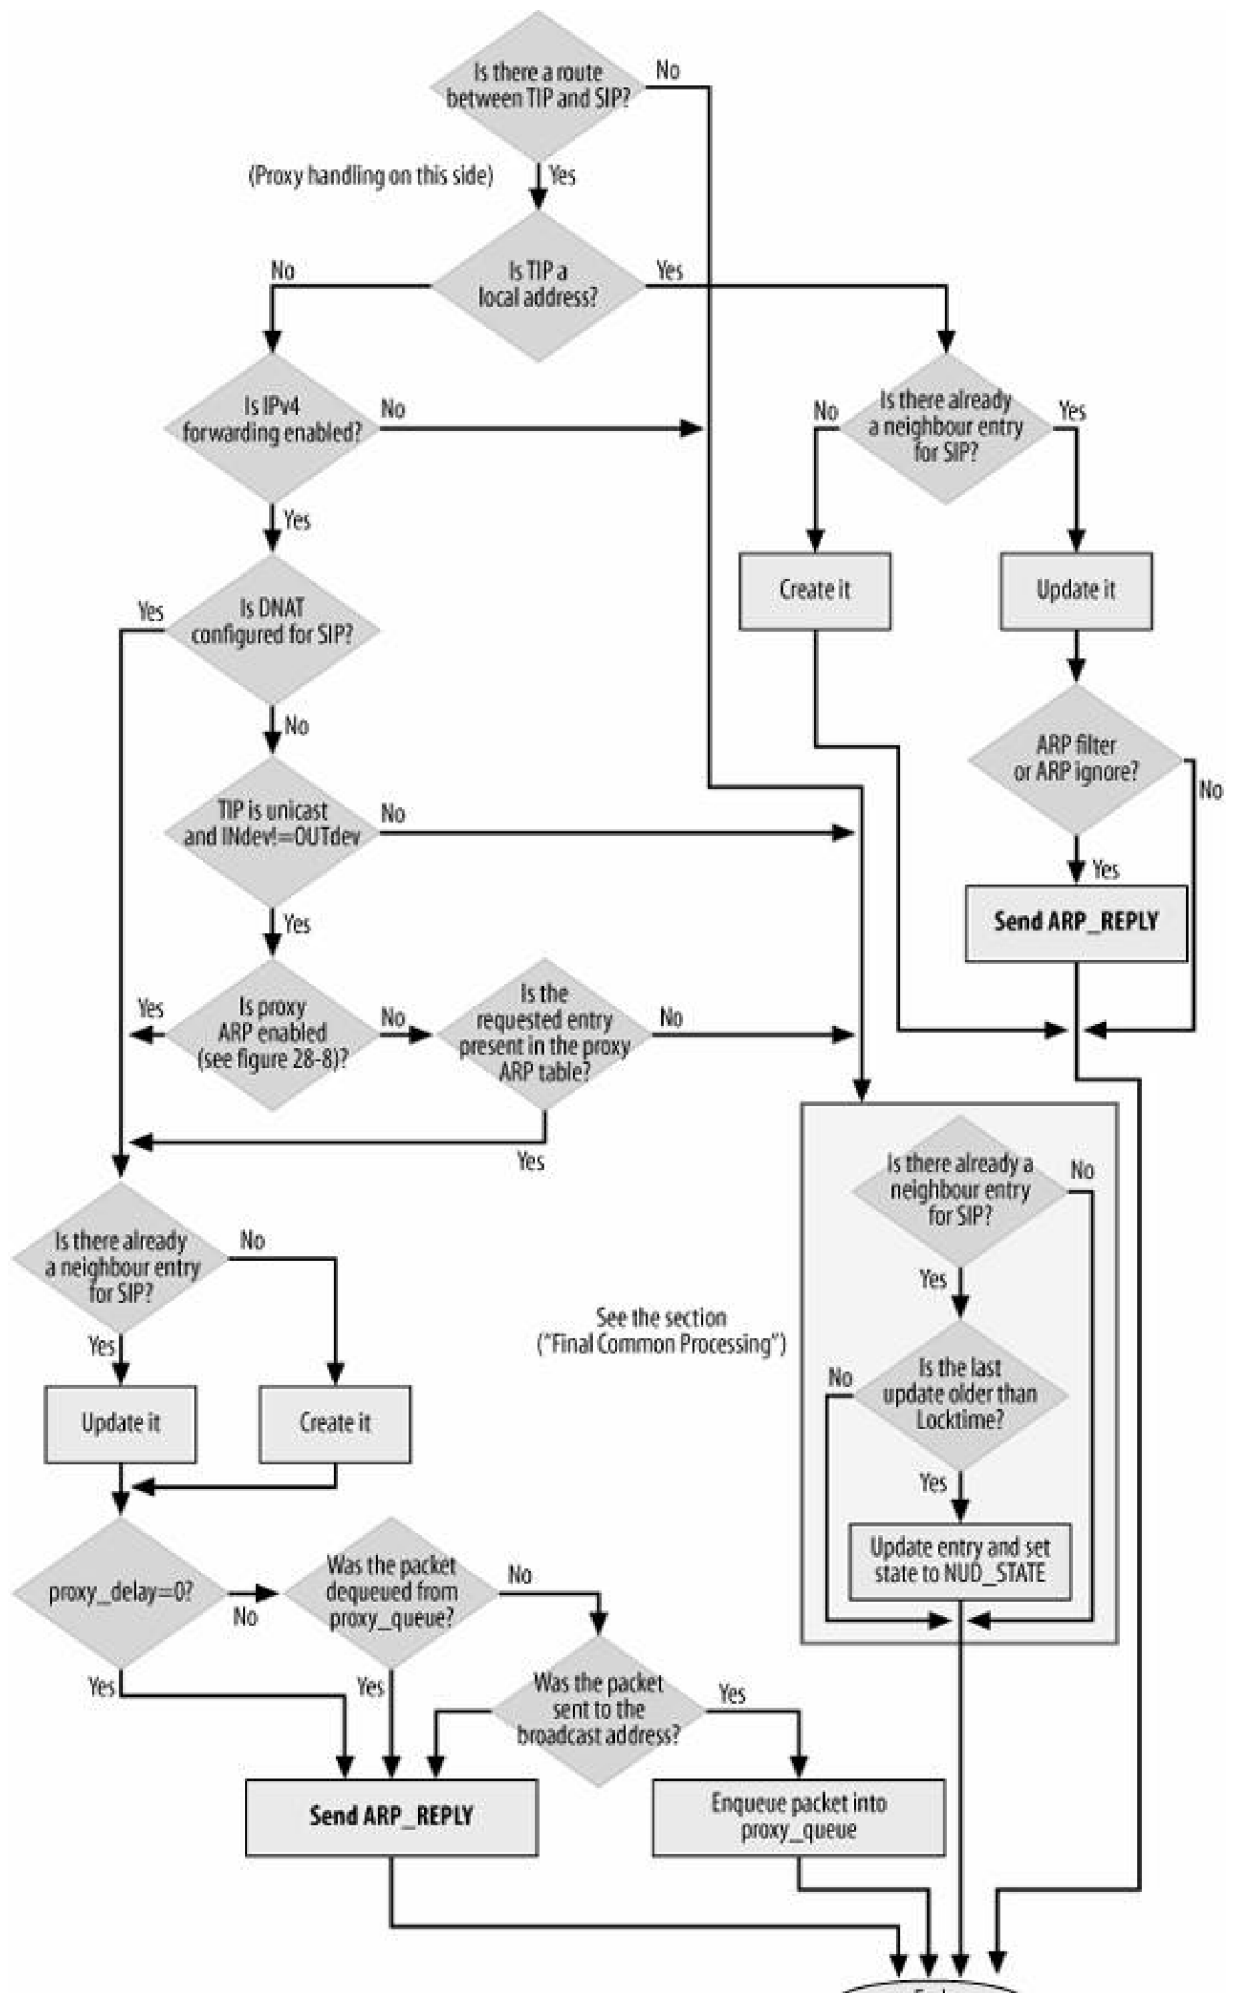 Is there a route
between TIP and SIP?
No
(Proxy handling on this side)
Yes
No
Is TIP a
local address?
Yes
Is IPv4
forwarding enabled?
No
No
Is there already
a neighbour entry
for SIP?
Yes
Yes
Create it
Update it
Yes
Is DNAT
configured for SIP?
No
ARP filter
or ARP ignore?
No
TIP is unicast
and INdev!=OUTdev
No
Yes
Send ARP_REPLY
Yes
Yes
Is proxy
ARP enabled
(see figure 28-8)?
No
Is the
requested entry
present in the proxy
ARP table?
No
Yes
Is there already a
neighbour entry
for SIP?
No
Is there already
a neighbour entry
for SIP?
No
Yes
See the section
("Final Common Processing")
Yes
No
Is the last
update older than
Locktime?
Update it
Create it
Yes
Update entry and set
state to NUD_STATE
proxy_delay=0?
No
Was the packet
dequeued from
proxy_queue?
No
Yes
Yes
Was the packet
sent to the
broadcast address?
Yes
Send ARP_REPLY
Enqueue packet into
proxy_queue